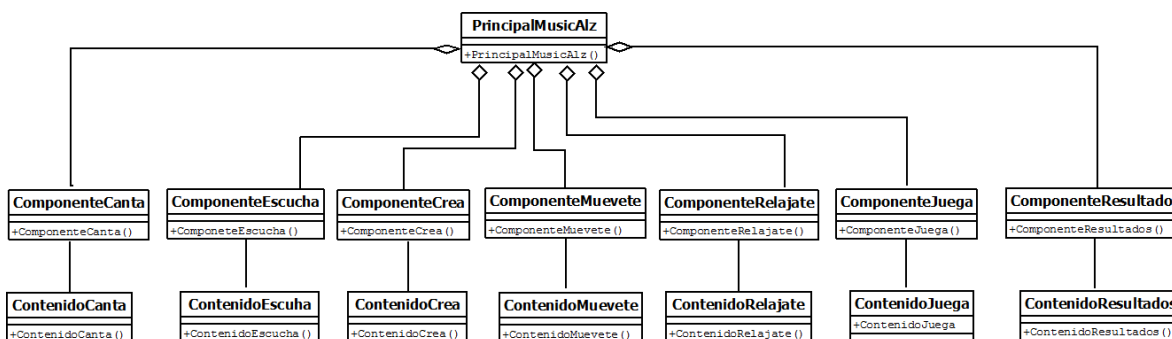 PrincipalMusicAlz
+PrincipalMusicAlz()
ComponenteCanta
+ComponenteCanta()
ComponenteEscucha
+ComponeteEscucha()
ComponenteCrea
+ComponenteCrea()
ComponenteMuevete
+ComponenteMuevete()
ComponenteRelajate
+ComponenteRelajate()
ComponenteJuega
+ComponenteJuega()
ComponenteResultado
+ComponenteResultados()
ContenidoCanta
+ContenidoCanta()
ContenidoEscuha
+ContenidoEscucha()
ContenidoCrea
+ContenidoCrea()
ContenidoMuevete
+ContenidoMuevete()
ContenidoRelajate
+ContenidoRelajate()
ContenidoJuega
+ContenidoJuega
ContenidoResultados
+ContenidoResultados()